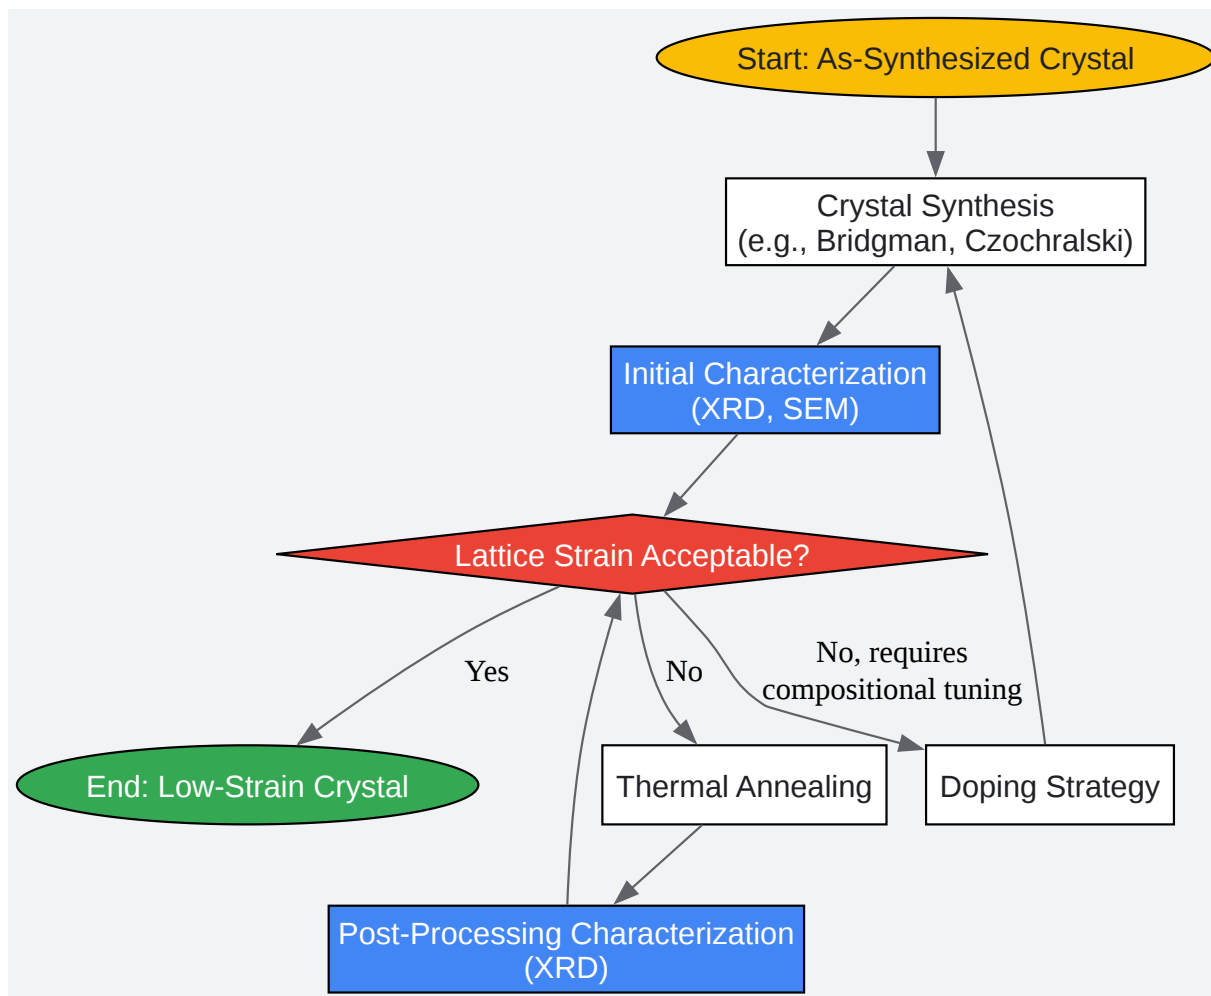 Start: As-Synthesized Crystal
Crystal Synthesis
(e.g., Bridgman, Czochralski)
Initial Characterization
(XRD, SEM)
Lattice Strain Acceptable?
Yes
No
No, requires
compositional tuning
End: Low-Strain Crystal
Thermal Annealing
Doping Strategy
Post-Processing Characterization
(XRD)